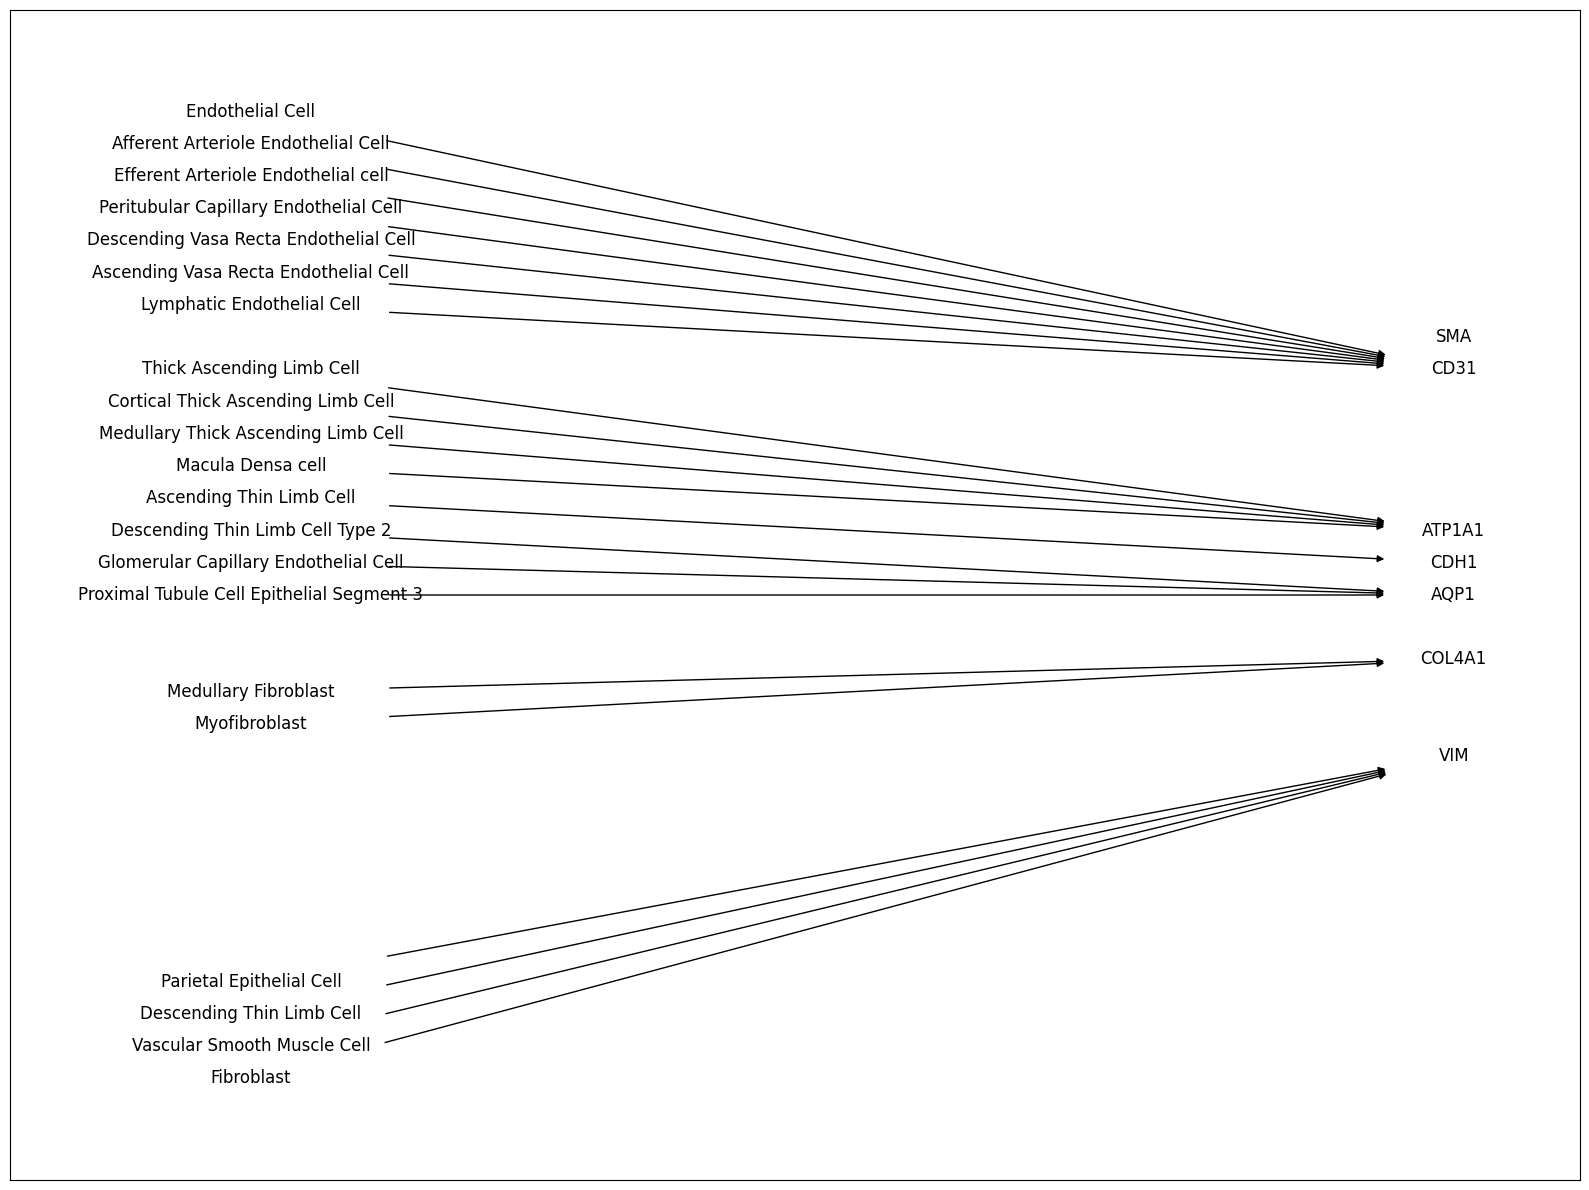 Endothelial Cell
Afferent Arteriole Endothelial Cell
Efferent Arteriole Endothelial cell
Peritubular Capillary Endothelial Cell
Descending Vasa Recta Endothelial Cell
Ascending Vasa Recta Endothelial Cell
Lymphatic Endothelial Cell
Thick Ascending Limb Cell
Cortical Thick Ascending Limb Cell
Medullary Thick Ascending Limb Cell
Macula Densa cell
Ascending Thin Limb Cell
Descending Thin Limb Cell Type 2
Glomerular Capillary Endothelial Cell
Proximal Tubule Cell Epithelial Segment 3
Medullary Fibroblast
Myofibroblast
Parietal Epithelial Cell
Descending Thin Limb Cell
Vascular Smooth Muscle Cell
Fibroblast
SMA
CD31
ATP1A1
CDH1
AQP1
COL4A1
VIM